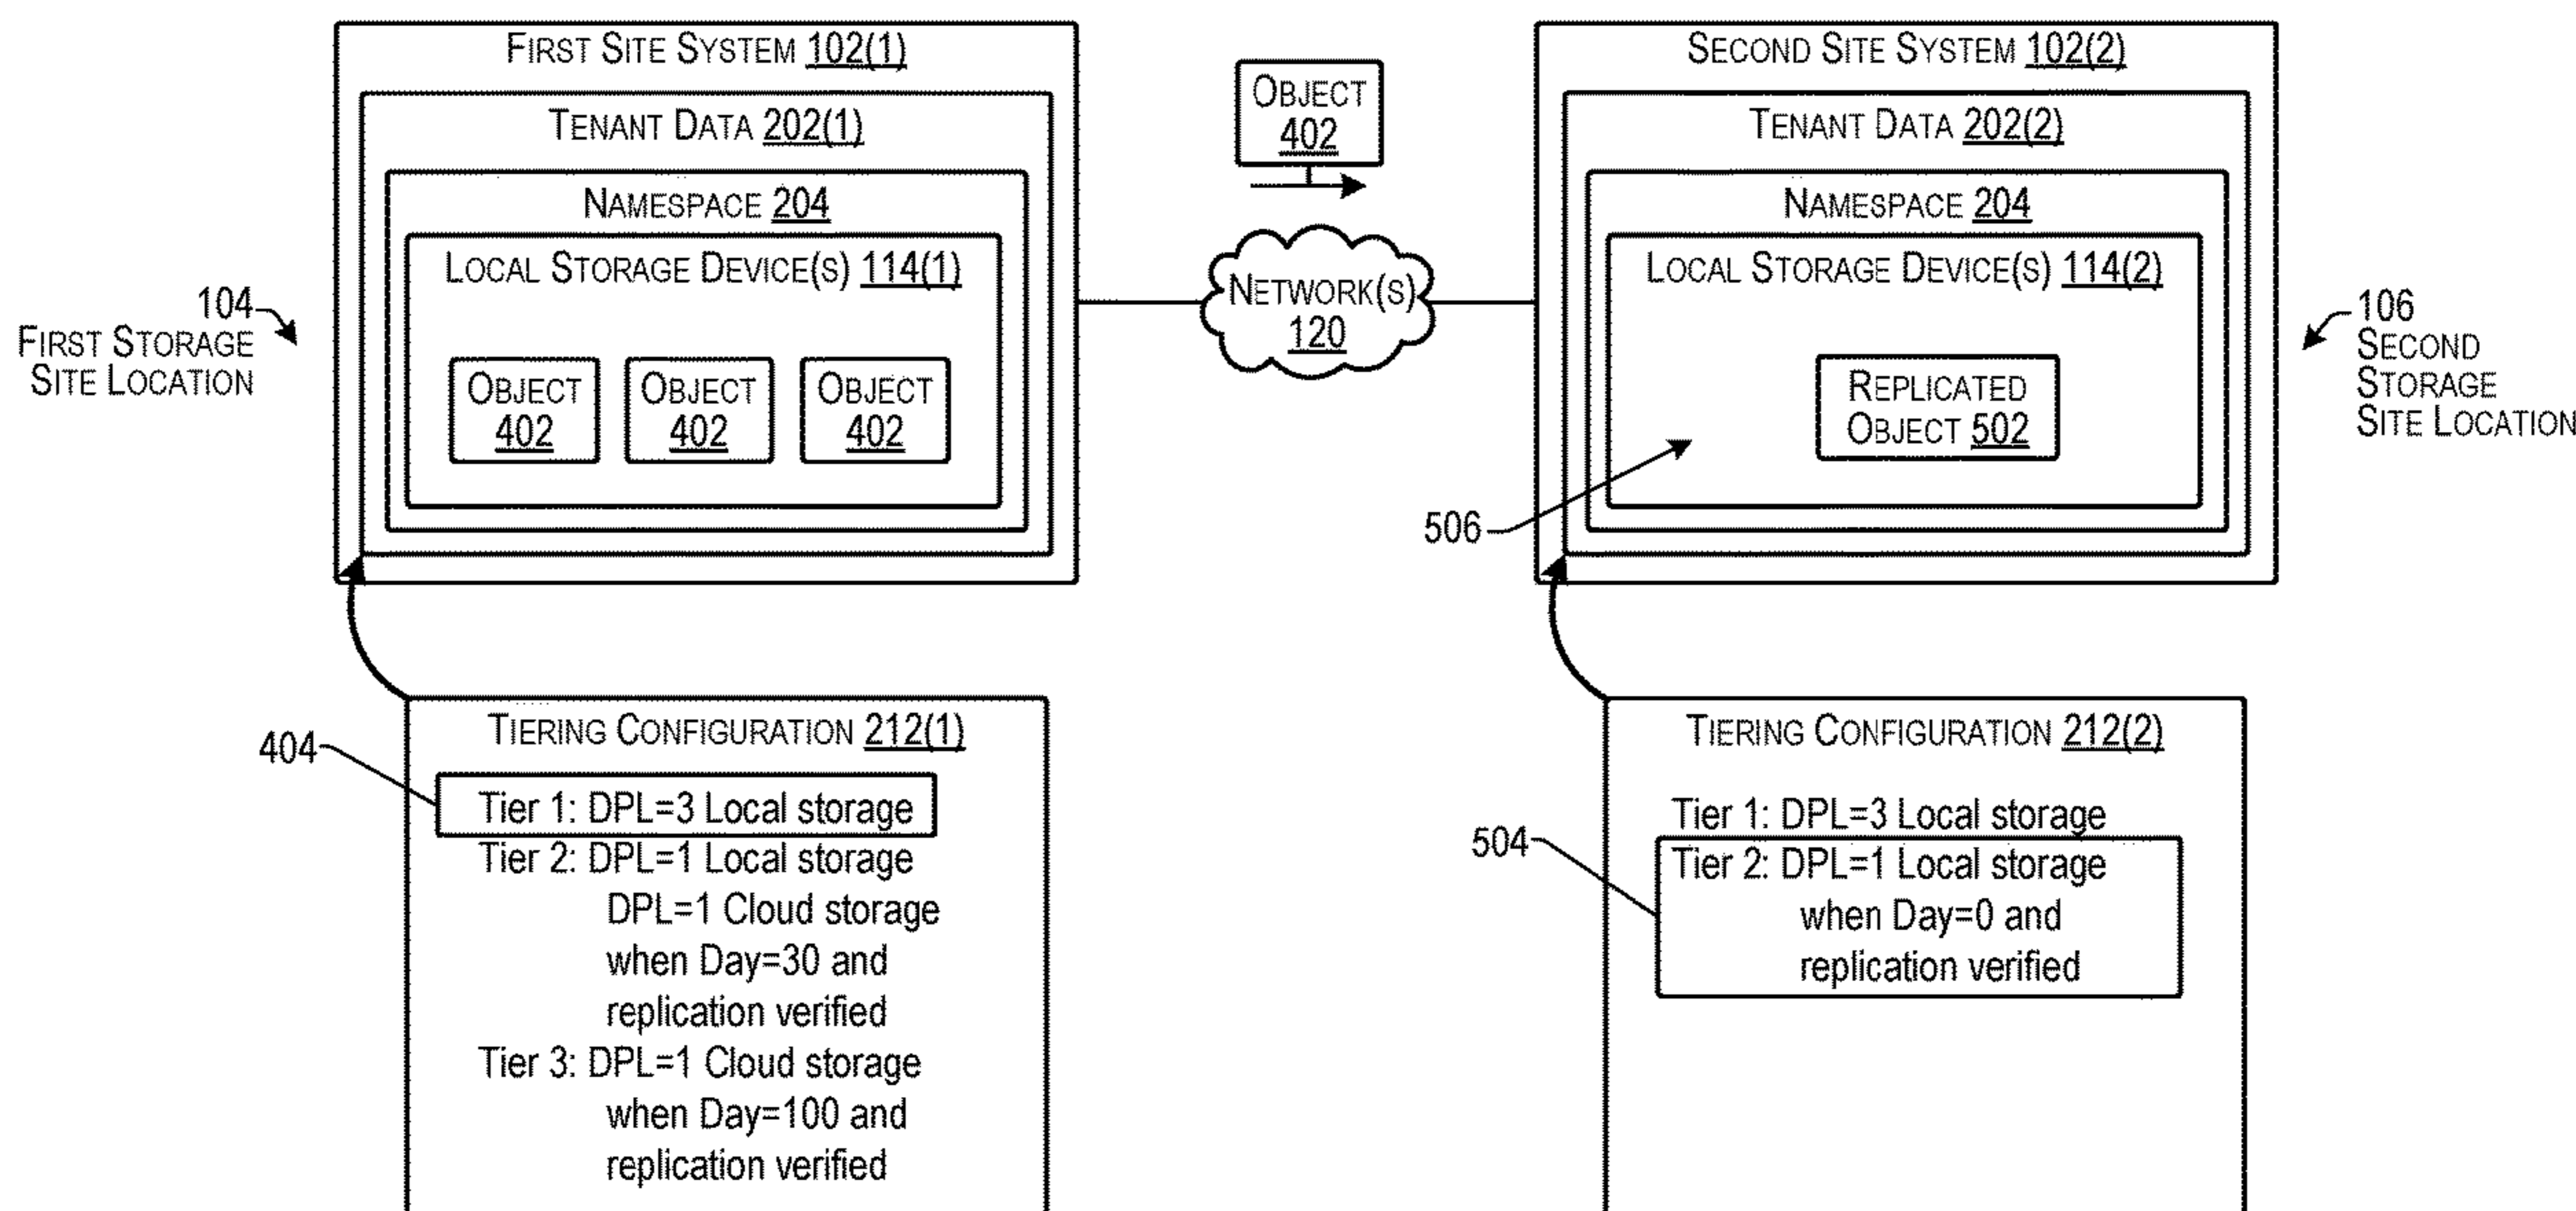 FIRST SITE SYSTEM 102(1)
TENANT DATA 202(1)
NAMESPACE 204
LOCAL STORAGE DEVICE(S) 114(1)
OBJECT
402
OBJECT
402
OBJECT
402
104
FIRST STORAGE
SITE LOCATION
OBJECT
402
NETWORK(S)
120
SECOND SITE SYSTEM 102(2)
TENANT DATA 202(2)
NAMESPACE 204
LOCAL STORAGE DEVICE(S) 114(2)
REPLICATED
OBJECT 502
506
106
SECOND
STORAGE
SITE LOCATION
TIERING CONFIGURATION 212(1)
404
Tier 1: DPL=3 Local storage
Tier 2: DPL=1 Local storage
DPL=1 Cloud storage
when Day=30 and
replication verified
Tier 3: DPL=1 Cloud storage
when Day=100 and
replication verified
TIERING CONFIGURATION 212(2)
Tier 1: DPL=3 Local storage
504
Tier 2: DPL=1 Local storage
when Day=0 and
replication verified